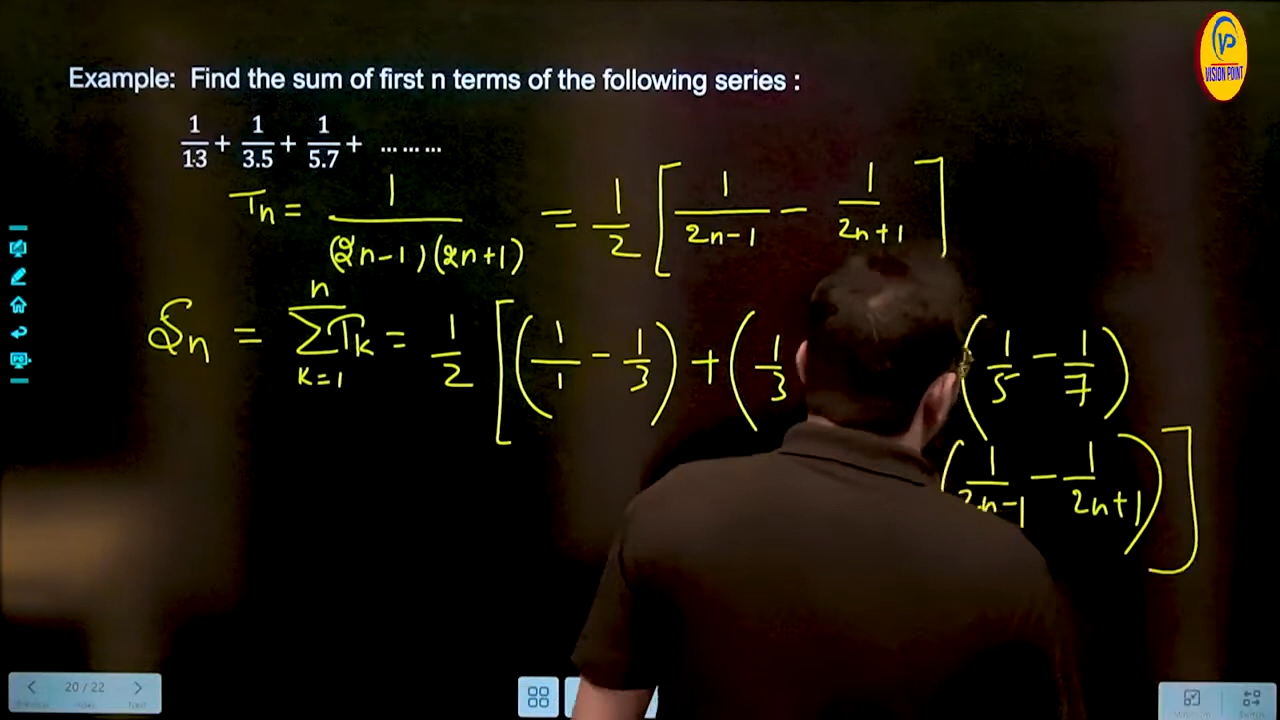 VP
VISION POINT
Example: Find the sum of first n terms of the following series :
1/1.3 + 1/3.5 + 1/5.7 + ... ... ...
Tn = 1/((2n-1)(2n+1)) = 1/2 [ 1/(2n-1) - 1/(2n+1) ]
Sn = n∑k=1 Tk = 1/2 [ (1/1 - 1/3) + (1/3 (1/5 - 1/7)
(1/(2n-1) - 1/(2n+1)) ]
20 / 22